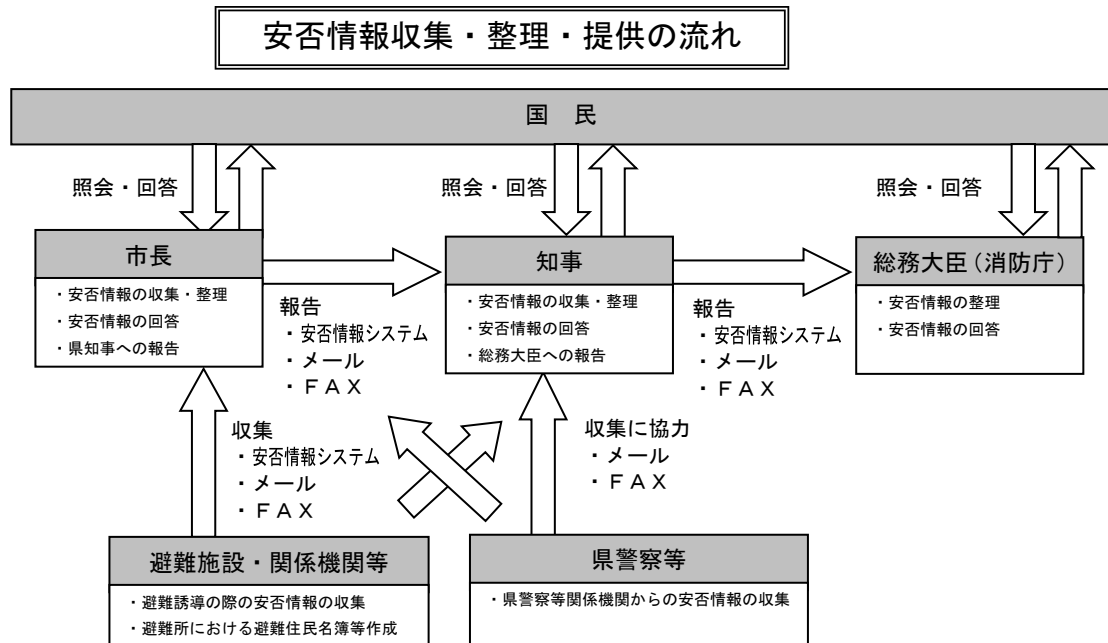 安否情報収集・整理・提供の流れ
国　民
照会・回答
照会・回答
照会・回答
市長
・安否情報の収集・整理
・安否情報の回答
・県知事への報告
報告
・安否情報システム
・メール
・ＦＡＸ
知事
・安否情報の収集・整理
・安否情報の回答
・総務大臣への報告
報告
・安否情報システム
・メール
・ＦＡＸ
総務大臣（消防庁）
・安否情報の整理
・安否情報の回答
収集
・安否情報システム
・メール
・ＦＡＸ
収集に協力
・メール
・ＦＡＸ
避難施設・関係機関等
・避難誘導の際の安否情報の収集
・避難所における避難住民名簿等作成
県警察等
・県警察等関係機関からの安否情報の収集